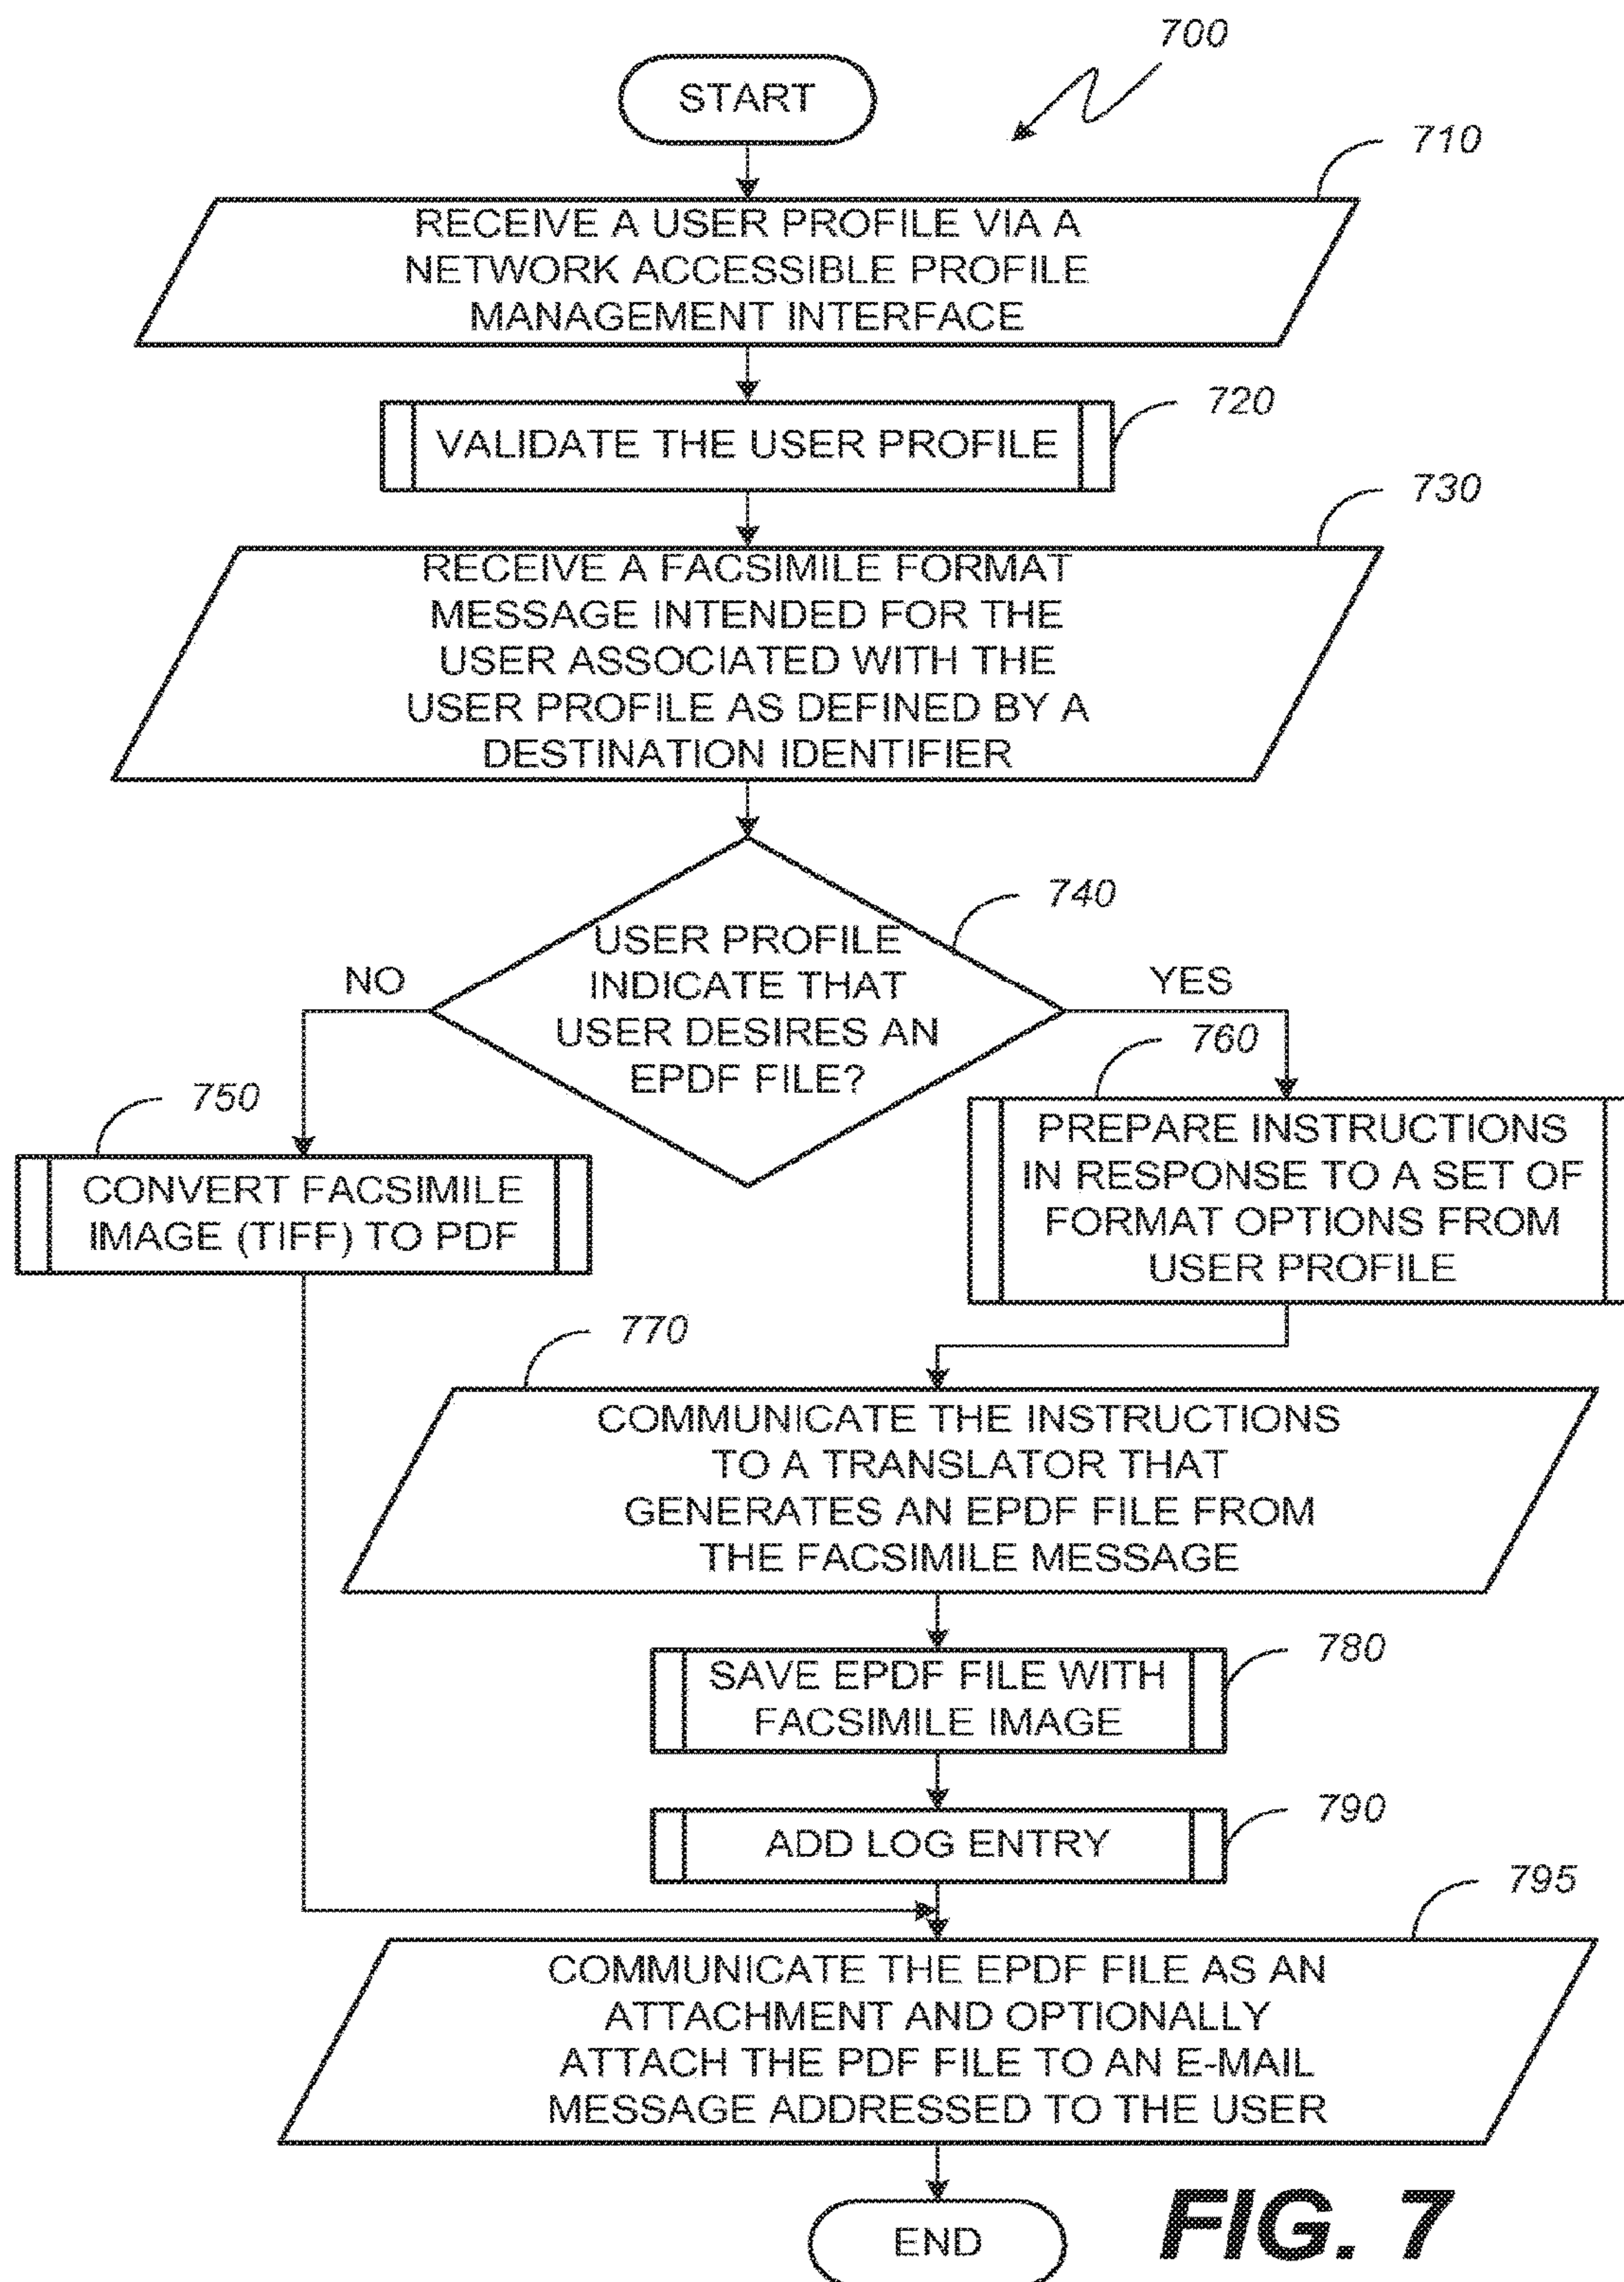 700
START
710
RECEIVE A USER PROFILE VIA A
NETWORK ACCESSIBLE PROFILE
MANAGEMENT INTERFACE
720
VALIDATE THE USER PROFILE
730
RECEIVE A FACSIMILE FORMAT
MESSAGE INTENDED FOR THE
USER ASSOCIATED WITH THE
USER PROFILE AS DEFINED BY A
DESTINATION IDENTIFIER
740
USER PROFILE
INDICATE THAT
USER DESIRES AN
EPDF FILE?
NO
YES
750
CONVERT FACSIMILE
IMAGE (TIFF) TO PDF
760
PREPARE INSTRUCTIONS
IN RESPONSE TO A SET OF
FORMAT OPTIONS FROM
USER PROFILE
770
COMMUNICATE THE INSTRUCTIONS
TO A TRANSLATOR THAT
GENERATES AN EPDF FILE FROM
THE FACSIMILE MESSAGE
780
SAVE EPDF FILE WITH
FACSIMILE IMAGE
790
ADD LOG ENTRY
795
COMMUNICATE THE EPDF FILE AS AN
ATTACHMENT AND OPTIONALLY
ATTACH THE PDF FILE TO AN E-MAIL
MESSAGE ADDRESSED TO THE USER
END
FIG. 7